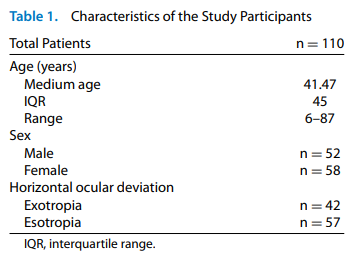 Table 1. Characteristics of the Study Participants
Total Patients n = 110
Age (years)
Medium age 41.47
IQR 45
Range 6–87
Sex
Male n = 52
Female n = 58
Horizontal ocular deviation
Exotropia n = 42
Esotropia n = 57
IQR, interquartile range.